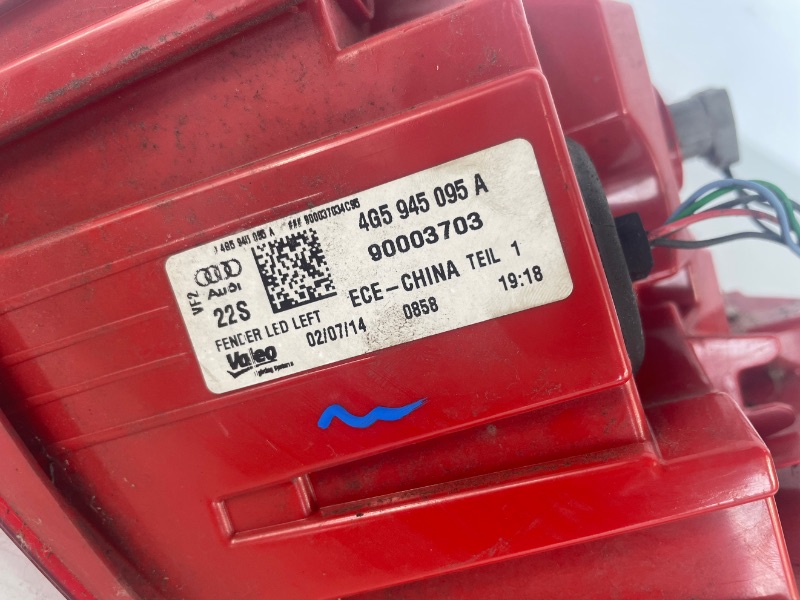 4G5 945 095 A
90003703
VF2
Audi
22S
ECE-CHINA TEIL 1
FENDER LED LEFT
02/07/14 0858 19:18
Valeo